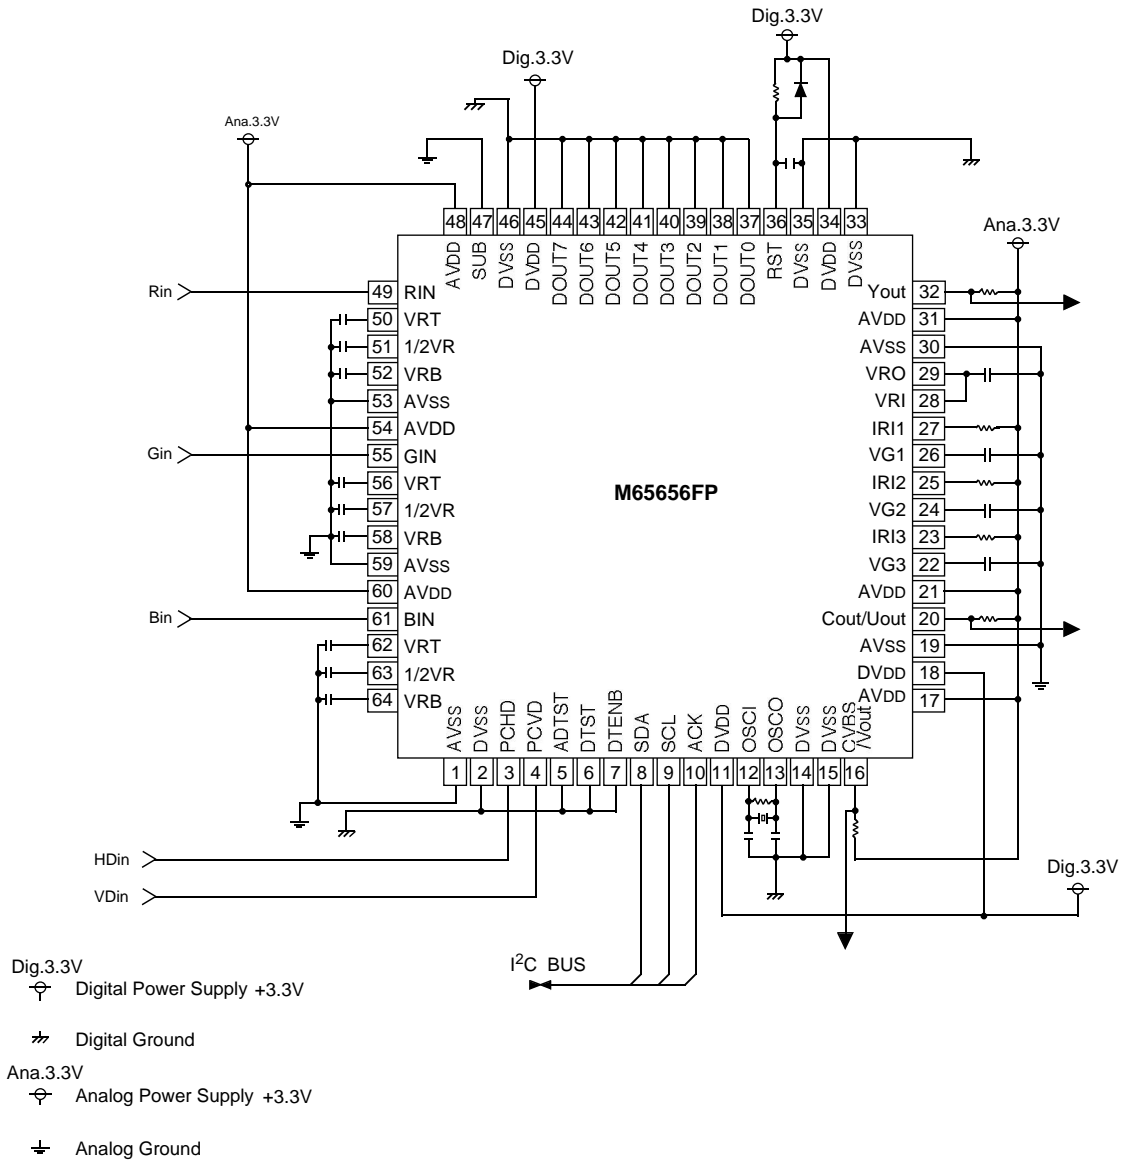 Dig.3.3V
Dig.3.3V
Ana.3.3V
48 47 46 45 44 43 42 41 40 39 38 37 36 35 34 33
AVDD SUB DVSS DVDD DOUT7 DOUT6 DOUT5 DOUT4 DOUT3 DOUT2 DOUT1 DOUT0 RST DVSS DVDD DVSS
Ana.3.3V
Rin 49 RIN Yout 32
50 VRT AVDD 31
51 1/2VR AVSS 30
52 VRB VRO 29
53 AVSS VRI 28
54 AVDD IRI1 27
Gin 55 GIN VG1 26
56 VRT IRI2 25
57 1/2VR VG2 24
58 VRB IRI3 23
59 AVSS VG3 22
60 AVDD AVDD 21
Bin 61 BIN Cout/Uout 20
62 VRT AVSS 19
63 1/2VR DVDD 18
64 VRB AVDD 17
M65656FP
AVSS DVSS PCHD PCVD ADTST DTST DTENB SDA SCL ACK DVDD OSCI OSCO DVSS DVSS CVBS /Vout
1 2 3 4 5 6 7 8 9 10 11 12 13 14 15 16
HDin
VDin
Dig.3.3V
I²C BUS
Dig.3.3V
Digital Power Supply +3.3V
Digital Ground
Ana.3.3V
Analog Power Supply +3.3V
Analog Ground